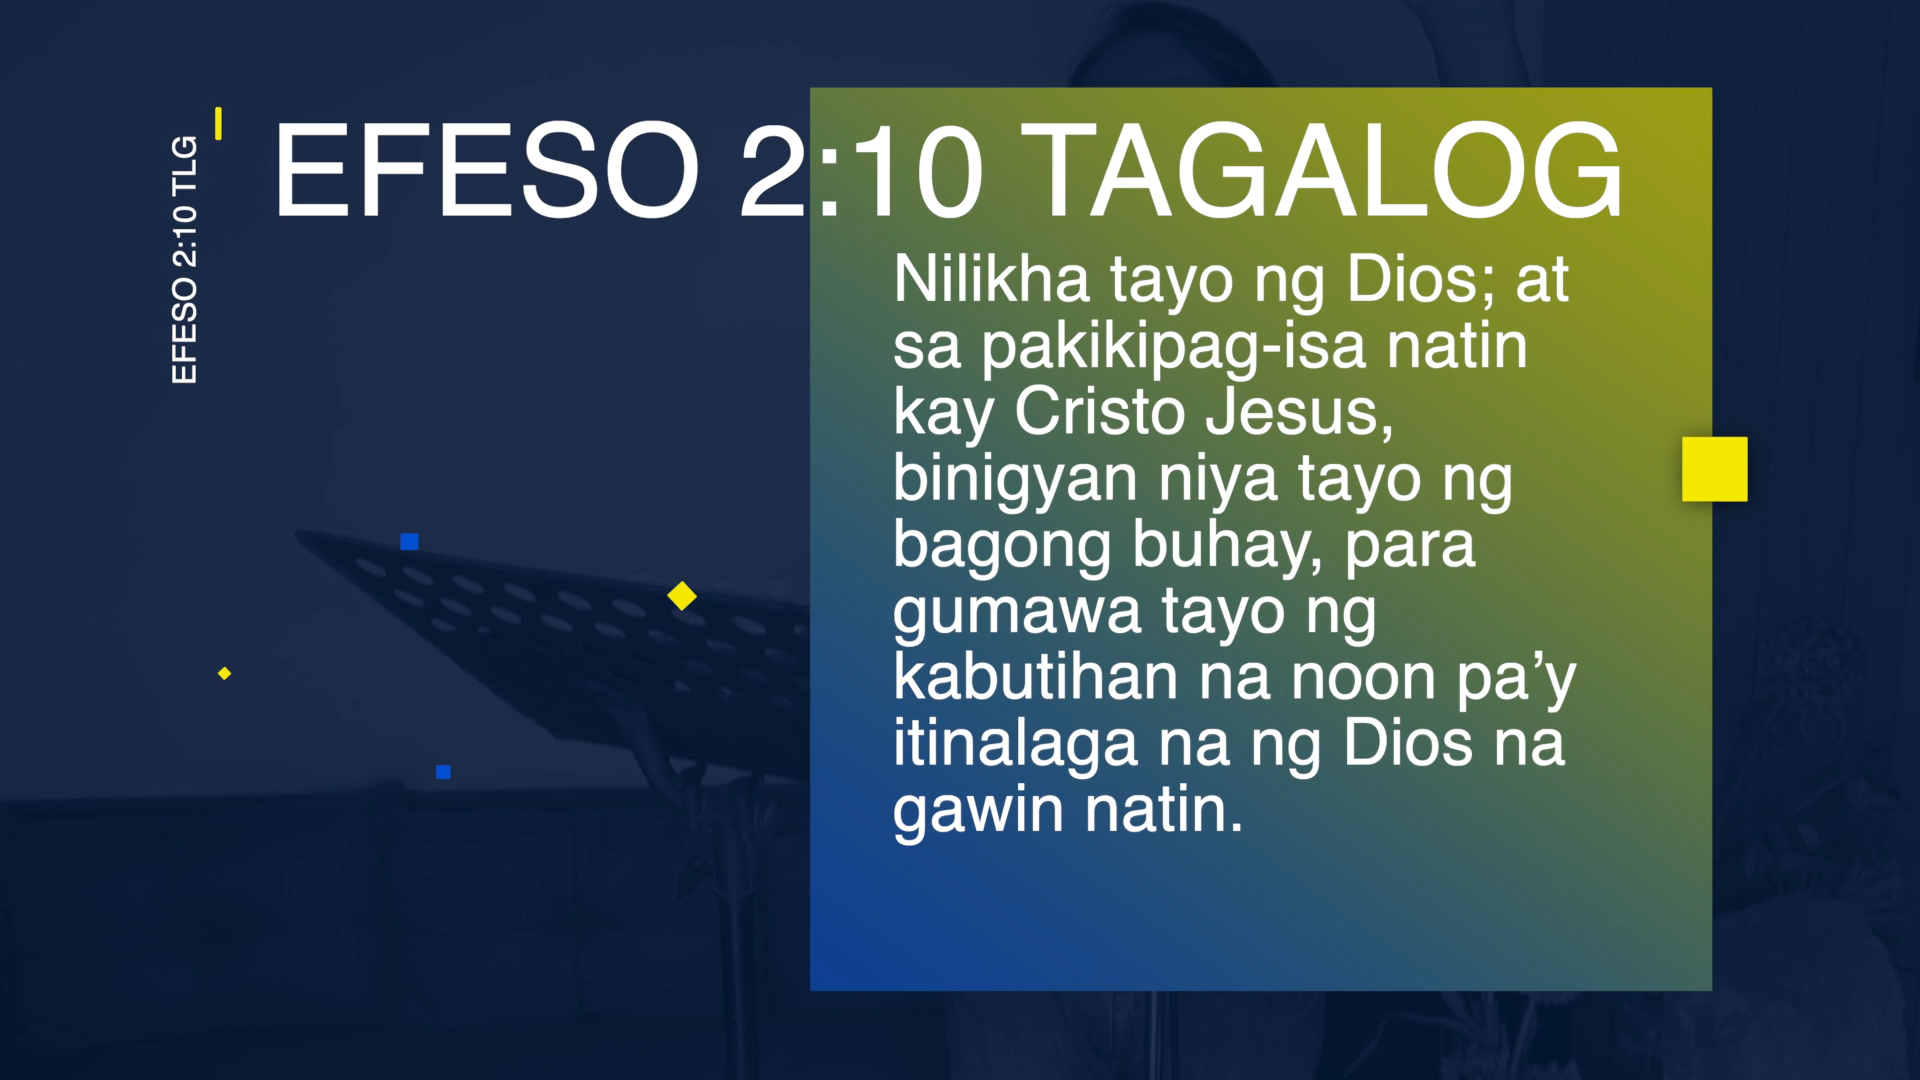 EFESO 2:10 TLG
EFESO 2:10 TAGALOG
Nilikha tayo ng Dios; at
sa pakikipag-isa natin
kay Cristo Jesus,
binigyan niya tayo ng
bagong buhay, para
gumawa tayo ng
kabutihan na noon pa’y
itinalaga na ng Dios na
gawin natin.